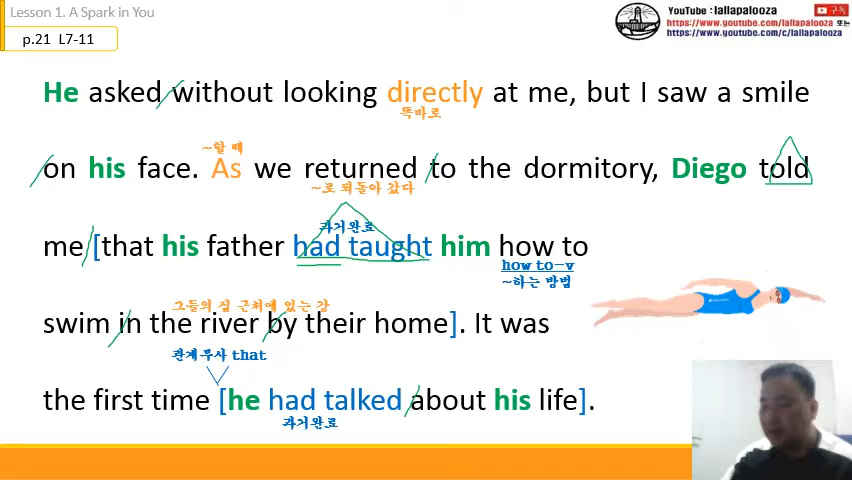 Lesson 1. A Spark in You
YouTube : lallapalooza 구독
https://www.youtube.com/lallapalooza 또는
https://www.youtube.com/c/lallapalooza
p.21 L7-11
He asked without looking directly at me, but I saw a smile
똑바로
~할 때
on his face. As we returned to the dormitory, Diego told
~로 되돌아 갔다
과거완료
me [that his father had taught him how to
how to-v
~하는 방법
그들의 집 근처에 있는 강
swim in the river by their home]. It was
관계부사 that
the first time [he had talked about his life].
과거완료